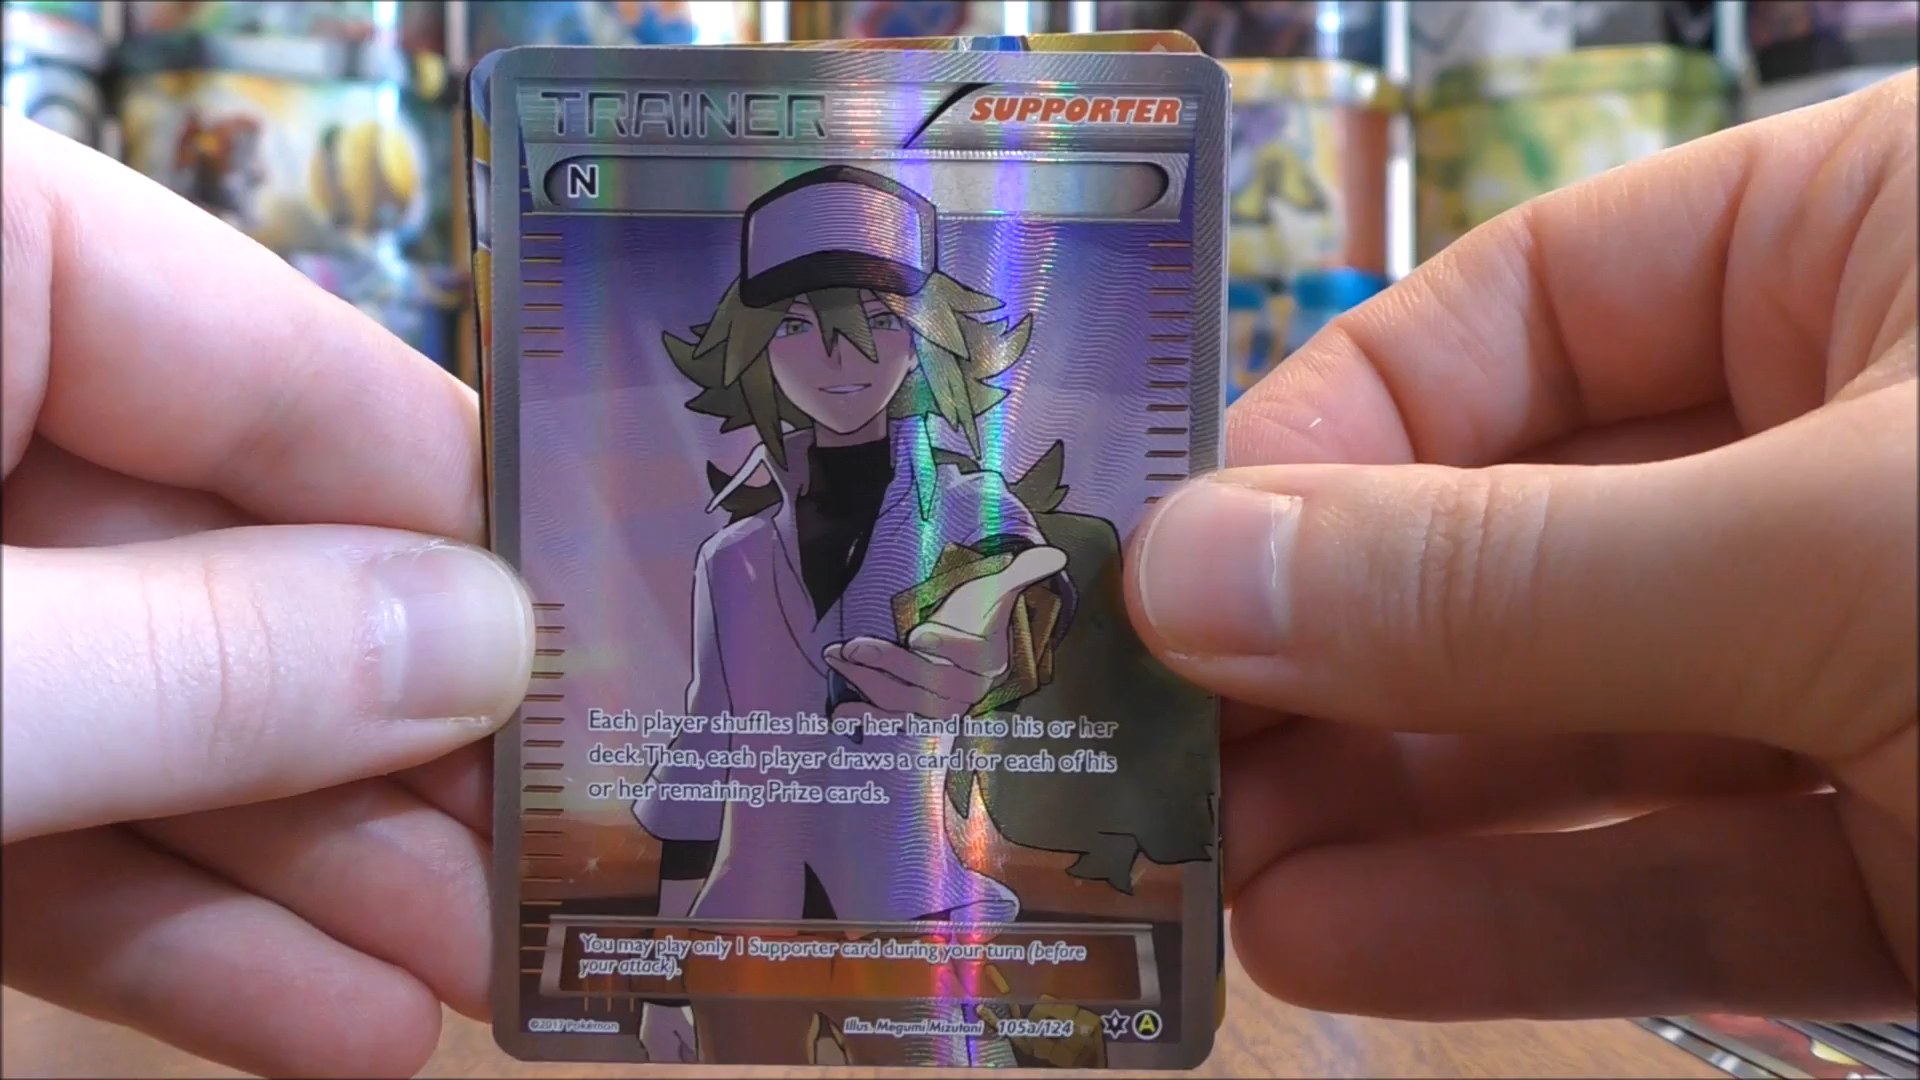 TRAINER
SUPPORTER
N
Each player shuffles his or her hand into his or her
deck. Then, each player draws a card for each of his
or her remaining Prize cards.
You may play only 1 Supporter card during your turn (before
your attack).
©2017 Pokémon
Illus. Megumi Mizutani 105a/124
A